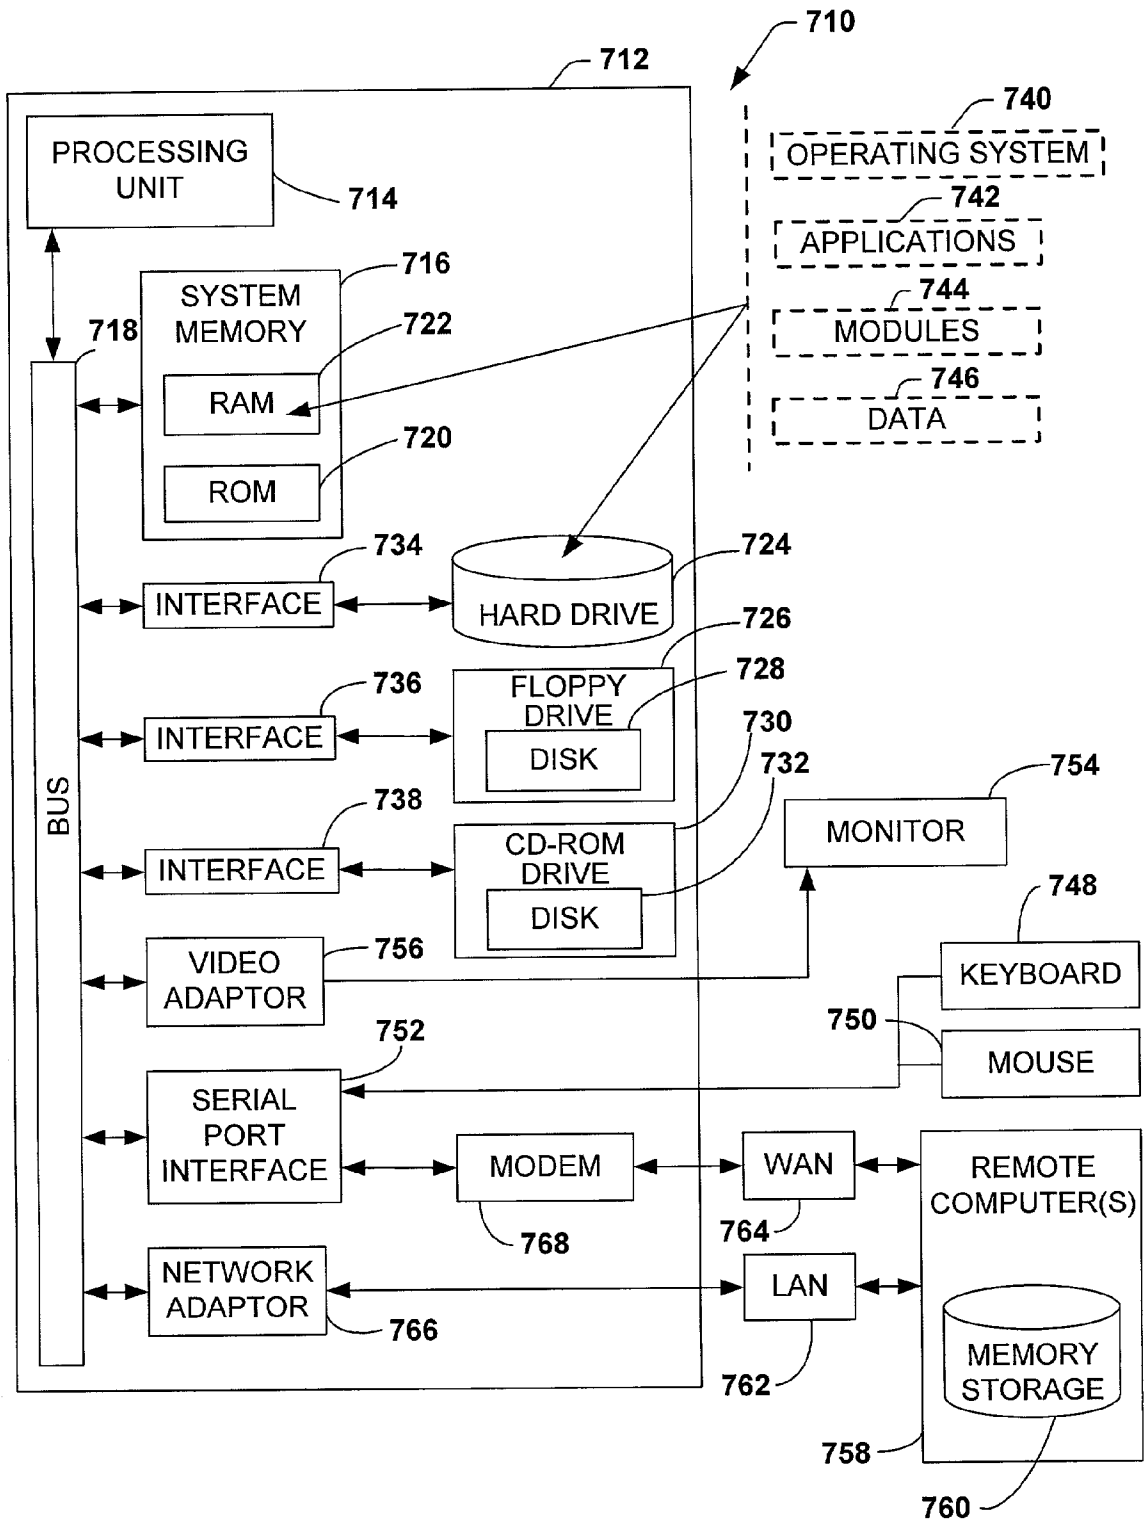 710
712
740
PROCESSING
UNIT
714
OPERATING SYSTEM
742
APPLICATIONS
716
SYSTEM
MEMORY
722
718
744
MODULES
RAM
746
DATA
720
ROM
734
INTERFACE
724
HARD DRIVE
726
736
INTERFACE
FLOPPY
DRIVE
728
DISK
730
732
BUS
738
INTERFACE
CD-ROM
DRIVE
DISK
754
MONITOR
748
KEYBOARD
756
VIDEO
ADAPTOR
750
MOUSE
752
SERIAL
PORT
INTERFACE
MODEM
768
WAN
764
REMOTE
COMPUTER(S)
NETWORK
ADAPTOR
766
LAN
762
MEMORY
STORAGE
758
760